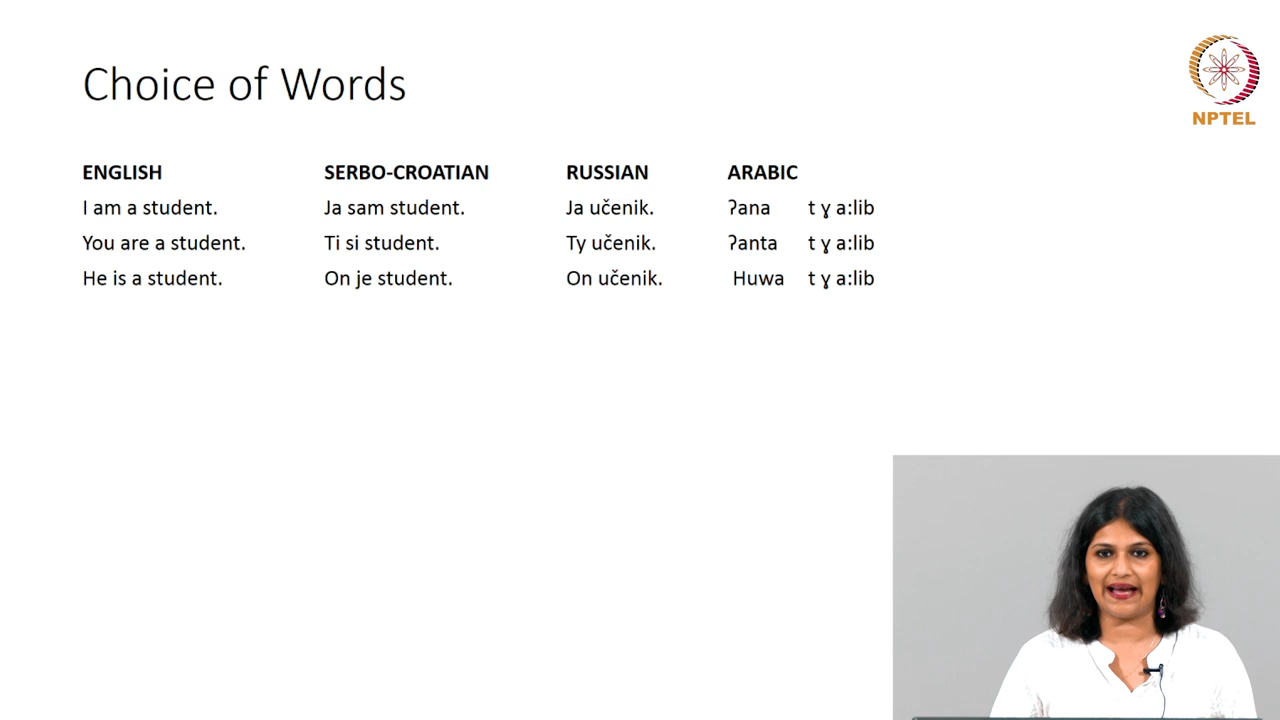 Choice of Words
NPTEL
ENGLISH SERBO-CROATIAN RUSSIAN ARABIC
I am a student. Ja sam student. Ja učenik. ʔana t ɣ a:lib
You are a student. Ti si student. Ty učenik. ʔanta t ɣ a:lib
He is a student. On je student. On učenik. Huwa t ɣ a:lib